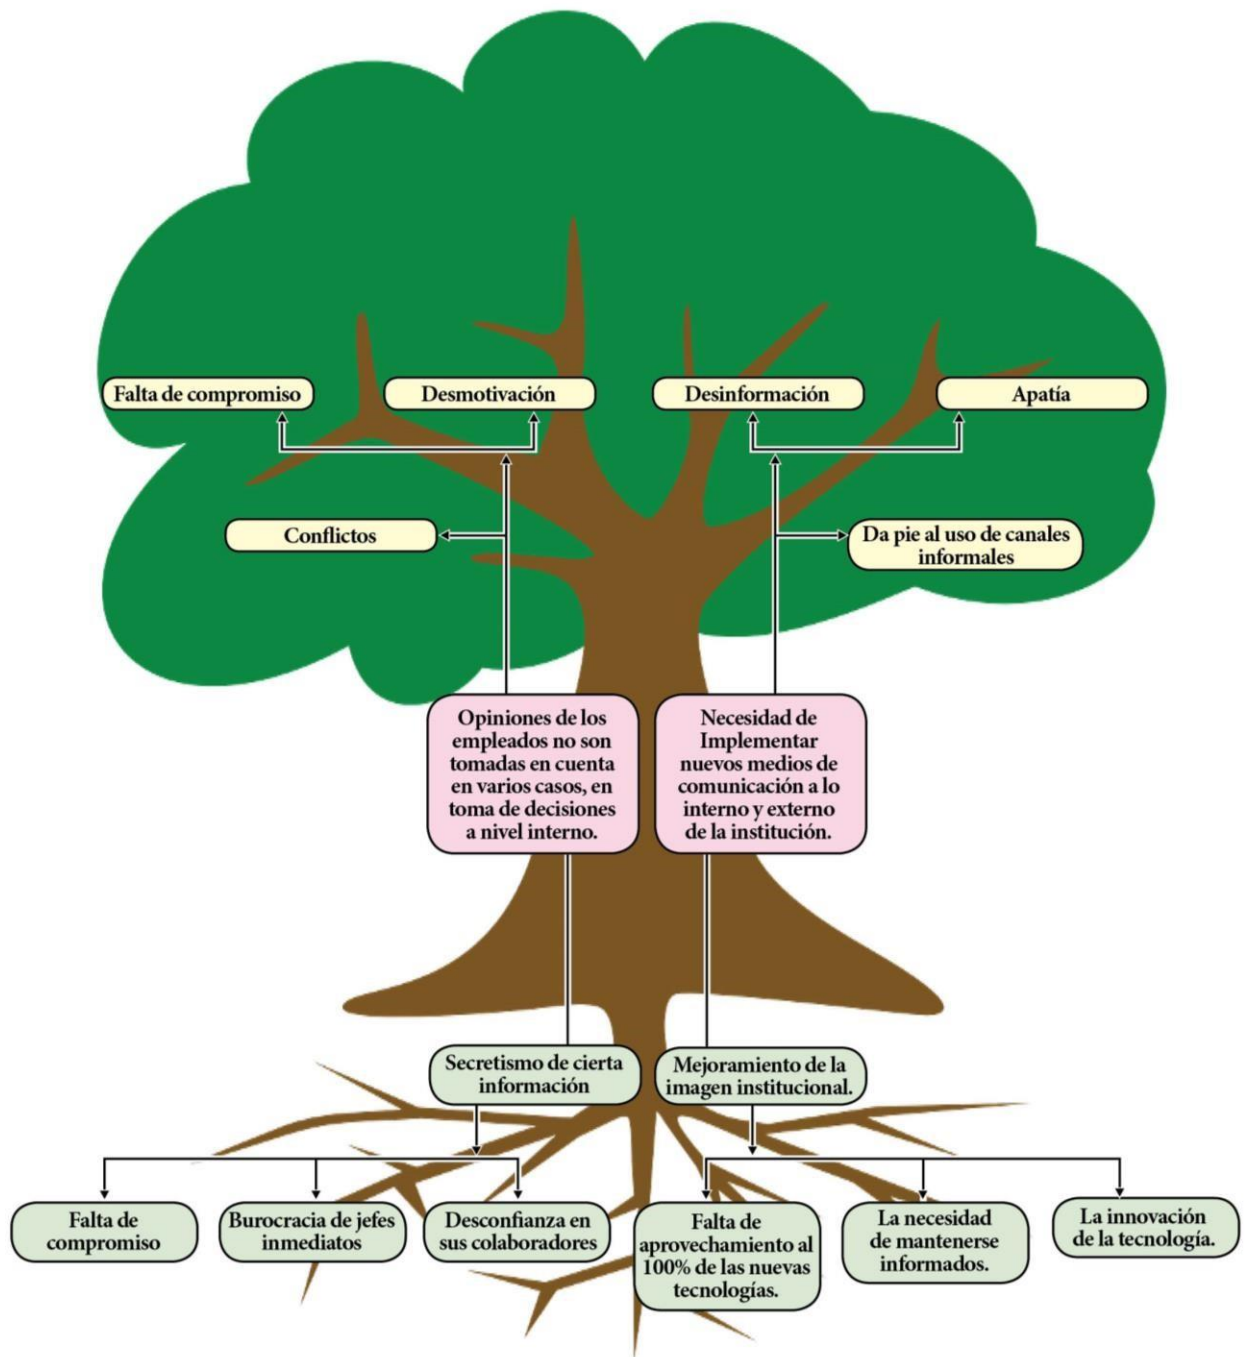 Falta de compromiso
Desmotivación
Desinformación
Apatía
Conflictos
Da pie al uso de canales
informales
Opiniones de los
empleados no son
tomadas en cuenta
en varios casos, en
toma de decisiones
a nivel interno.
Necesidad de
Implementar
nuevos medios de
comunicación a lo
interno y externo
de la institución.
Secretismo de cierta
información
Mejoramiento de la
imagen institucional.
Falta de
compromiso
Burocracia de jefes
inmediatos
Desconfianza en
sus colaboradores
Falta de
aprovechamiento al
100% de las nuevas
tecnologías.
La necesidad
de mantenerse
informados.
La innovación
de la tecnología.